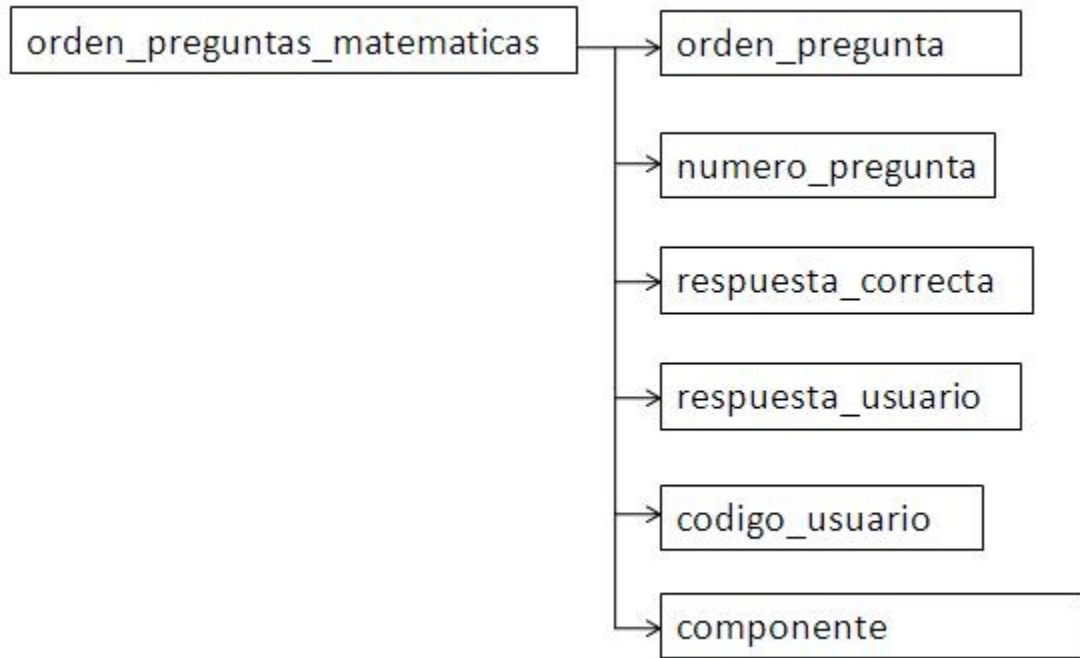 orden_preguntas_matematicas
orden_pregunta
numero_pregunta
respuesta_correcta
respuesta_usuario
codigo_usuario
componente